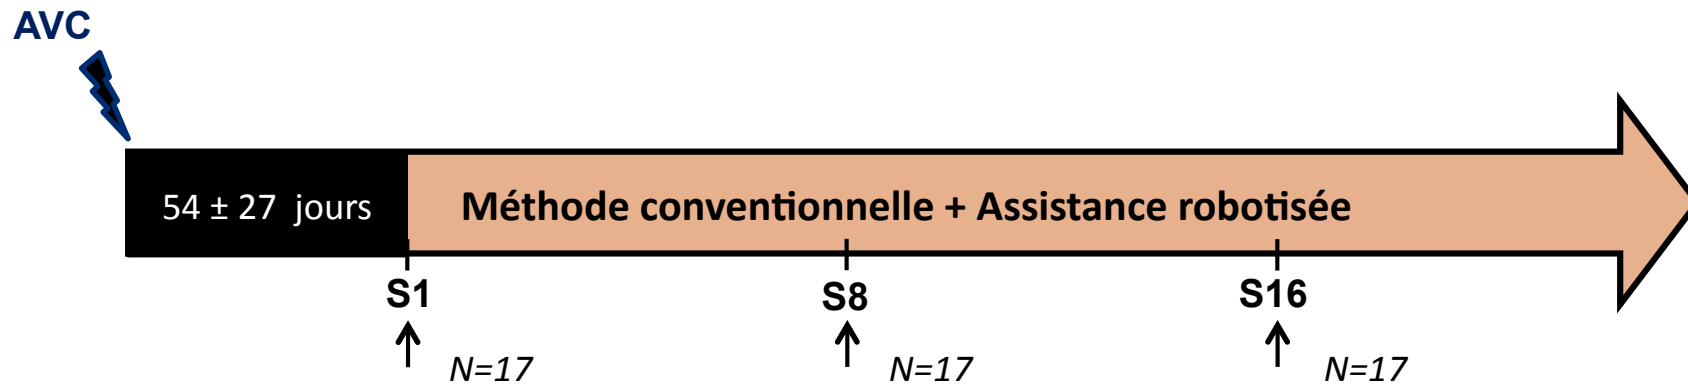 AVC
54 ± 27 jours
Méthode conventionnelle + Assistance robotisée
S1
S8
S16
N=17
N=17
N=17